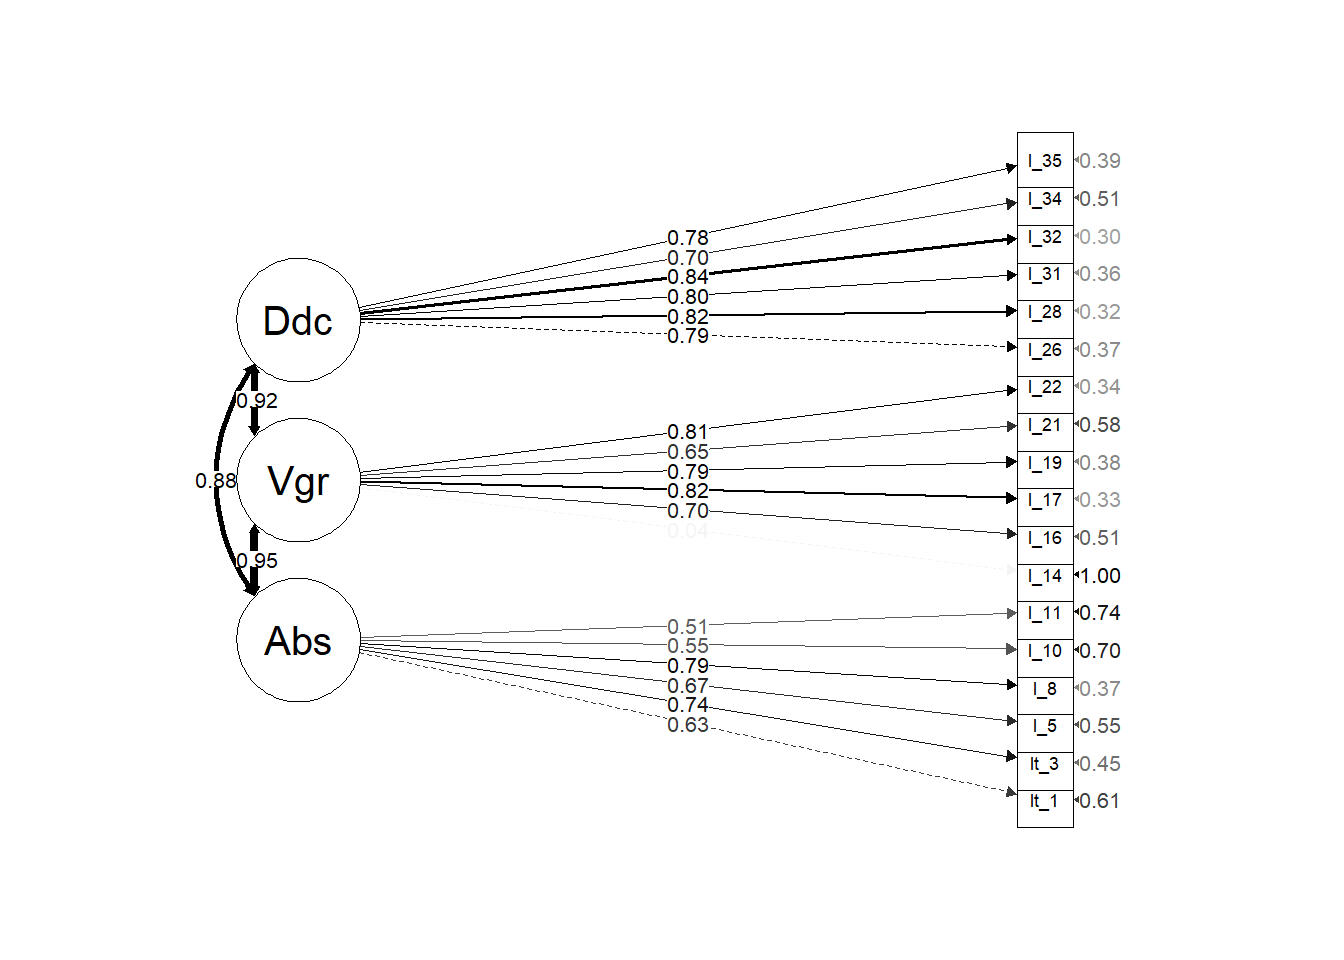 I_35 0.39
I_34 0.51
0.78
I_32 0.30
0.70
0.84
I_31 0.36
0.80
I_28 0.32
0.82
Ddc
0.79
I_26 0.37
I_22 0.34
0.92
I_21 0.58
0.81
0.65
I_19 0.38
0.79
0.88
Vgr
0.82
I_17 0.33
0.70
0.04
I_16 0.51
0.95
I_14 1.00
I_11 0.74
0.51
Abs
0.55
I_10 0.70
0.79
0.67
I_8 0.37
0.74
0.63
I_5 0.55
It_3 0.45
It_1 0.61